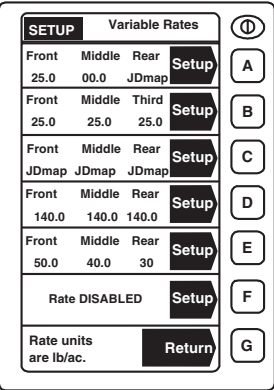 SETUP Variable Rates
Front Middle Rear
25.0 00.0 JDmap Setup A
Front Middle Third
25.0 25.0 25.0 Setup B
Front Middle Rear
JDmap JDmap JDmap Setup C
Front Middle Rear
140.0 140.0 140.0 Setup D
Front Middle Rear
50.0 40.0 30 Setup E
Rate DISABLED Setup F
Rate units
are lb/ac. Return G